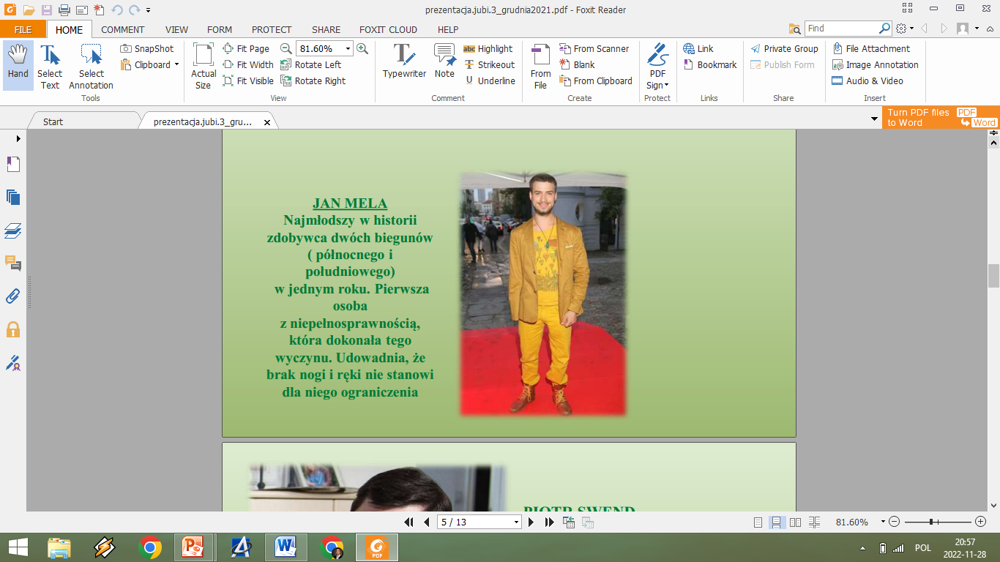 prezentacja.jubi.3_grudnia2021.pdf - Foxit Reader
FILE HOME COMMENT VIEW FORM PROTECT SHARE FOXIT CLOUD HELP Find
Hand
Select Text
Select Annotation
SnapShot
Clipboard
Tools
Actual Size
Fit Page
Fit Width
Fit Visible
81.60%
Rotate Left
Rotate Right
View
Typewriter
Note
abc Highlight
Strikeout
U Underline
Comment
From File
From Scanner
Blank
From Clipboard
Create
PDF Sign
Protect
Link
Bookmark
Links
Private Group
Publish Form
Share
File Attachment
Image Annotation
Audio & Video
Insert
Start prezentacja.jubi.3_gru...
Turn PDF files PDF
to Word Word
JAN MELA
Najmłodszy w historii
zdobywca dwóch biegunów
( północnego i
południowego)
w jednym roku. Pierwsza
osoba
z niepełnosprawnością,
która dokonała tego
wyczynu. Udowadnia, że
brak nogi i ręki nie stanowi
dla niego ograniczenia
PIOTR SWEND
5 / 13 81.60%
PDF
POL
20:57
2022-11-28